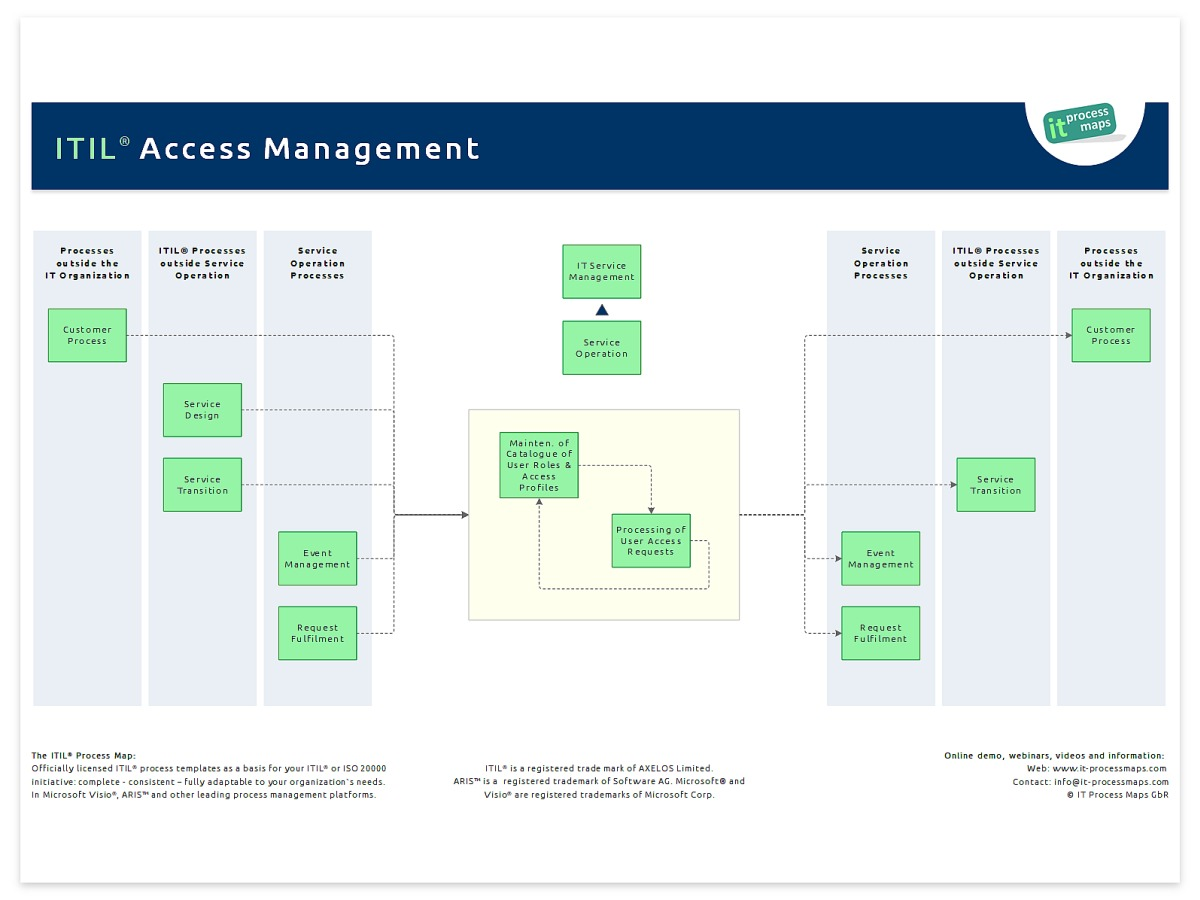 ITIL® Access Management
it process
maps
Processes
outside the
IT Organization
ITIL® Processes
outside Service
Operation
Service
Operation
Processes
Customer
Process
Service
Design
Service
Transition
Event
Management
Request
Fulfilment
IT Service
Management
Service
Operation
Mainten. of
Catalogue of
User Roles &
Access
Profiles
Processing of
User Access
Requests
Service
Operation
Processes
ITIL® Processes
outside Service
Operation
Processes
outside the
IT Organization
Customer
Process
Service
Transition
Event
Management
Request
Fulfilment
The ITIL® Process Map:
Officially licensed ITIL® process templates as a basis for your ITIL® or ISO 20000
initiative: complete - consistent – fully adaptable to your organization`s needs.
In Microsoft Visio®, ARIS™ and other leading process management platforms.
ITIL® is a registered trade mark of AXELOS Limited.
ARIS™ is a registered trademark of Software AG. Microsoft® and
Visio® are registered trademarks of Microsoft Corp.
Online demo, webinars, videos and information:
Web: www.it-processmaps.com
Contact: info@it-processmaps.com
© IT Process Maps GbR